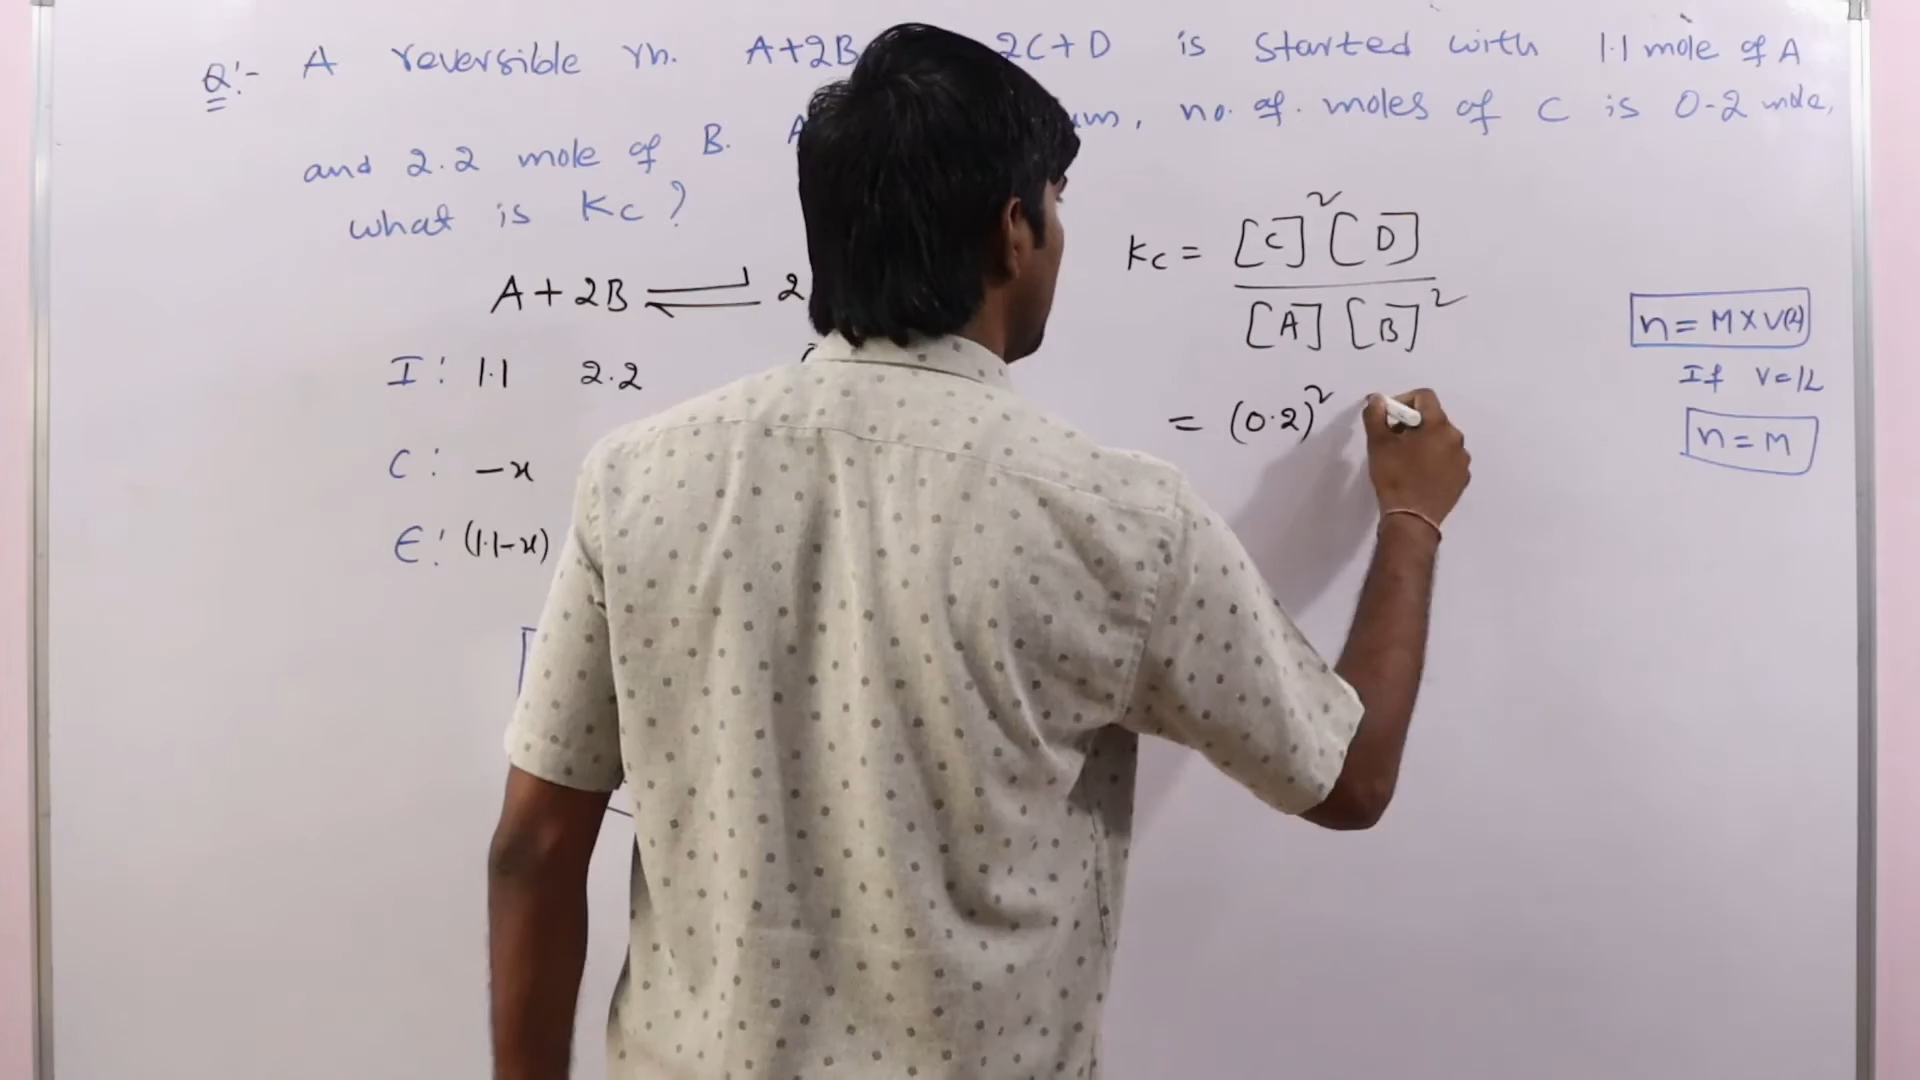 Q:- A reversible rn. A+2B 2C+D is started with 1.1 mole of A
and 2.2 mole of B. no. of. moles of C is 0.2 mole,
what is Kc?
A + 2B ⇌ 2
I: 1.1 2.2
C: -x
E: (1.1-x)
Kc = [C]² [D]
[A] [B]²
= (0.2)²
n = M X V(L)
If V=1L
n = M